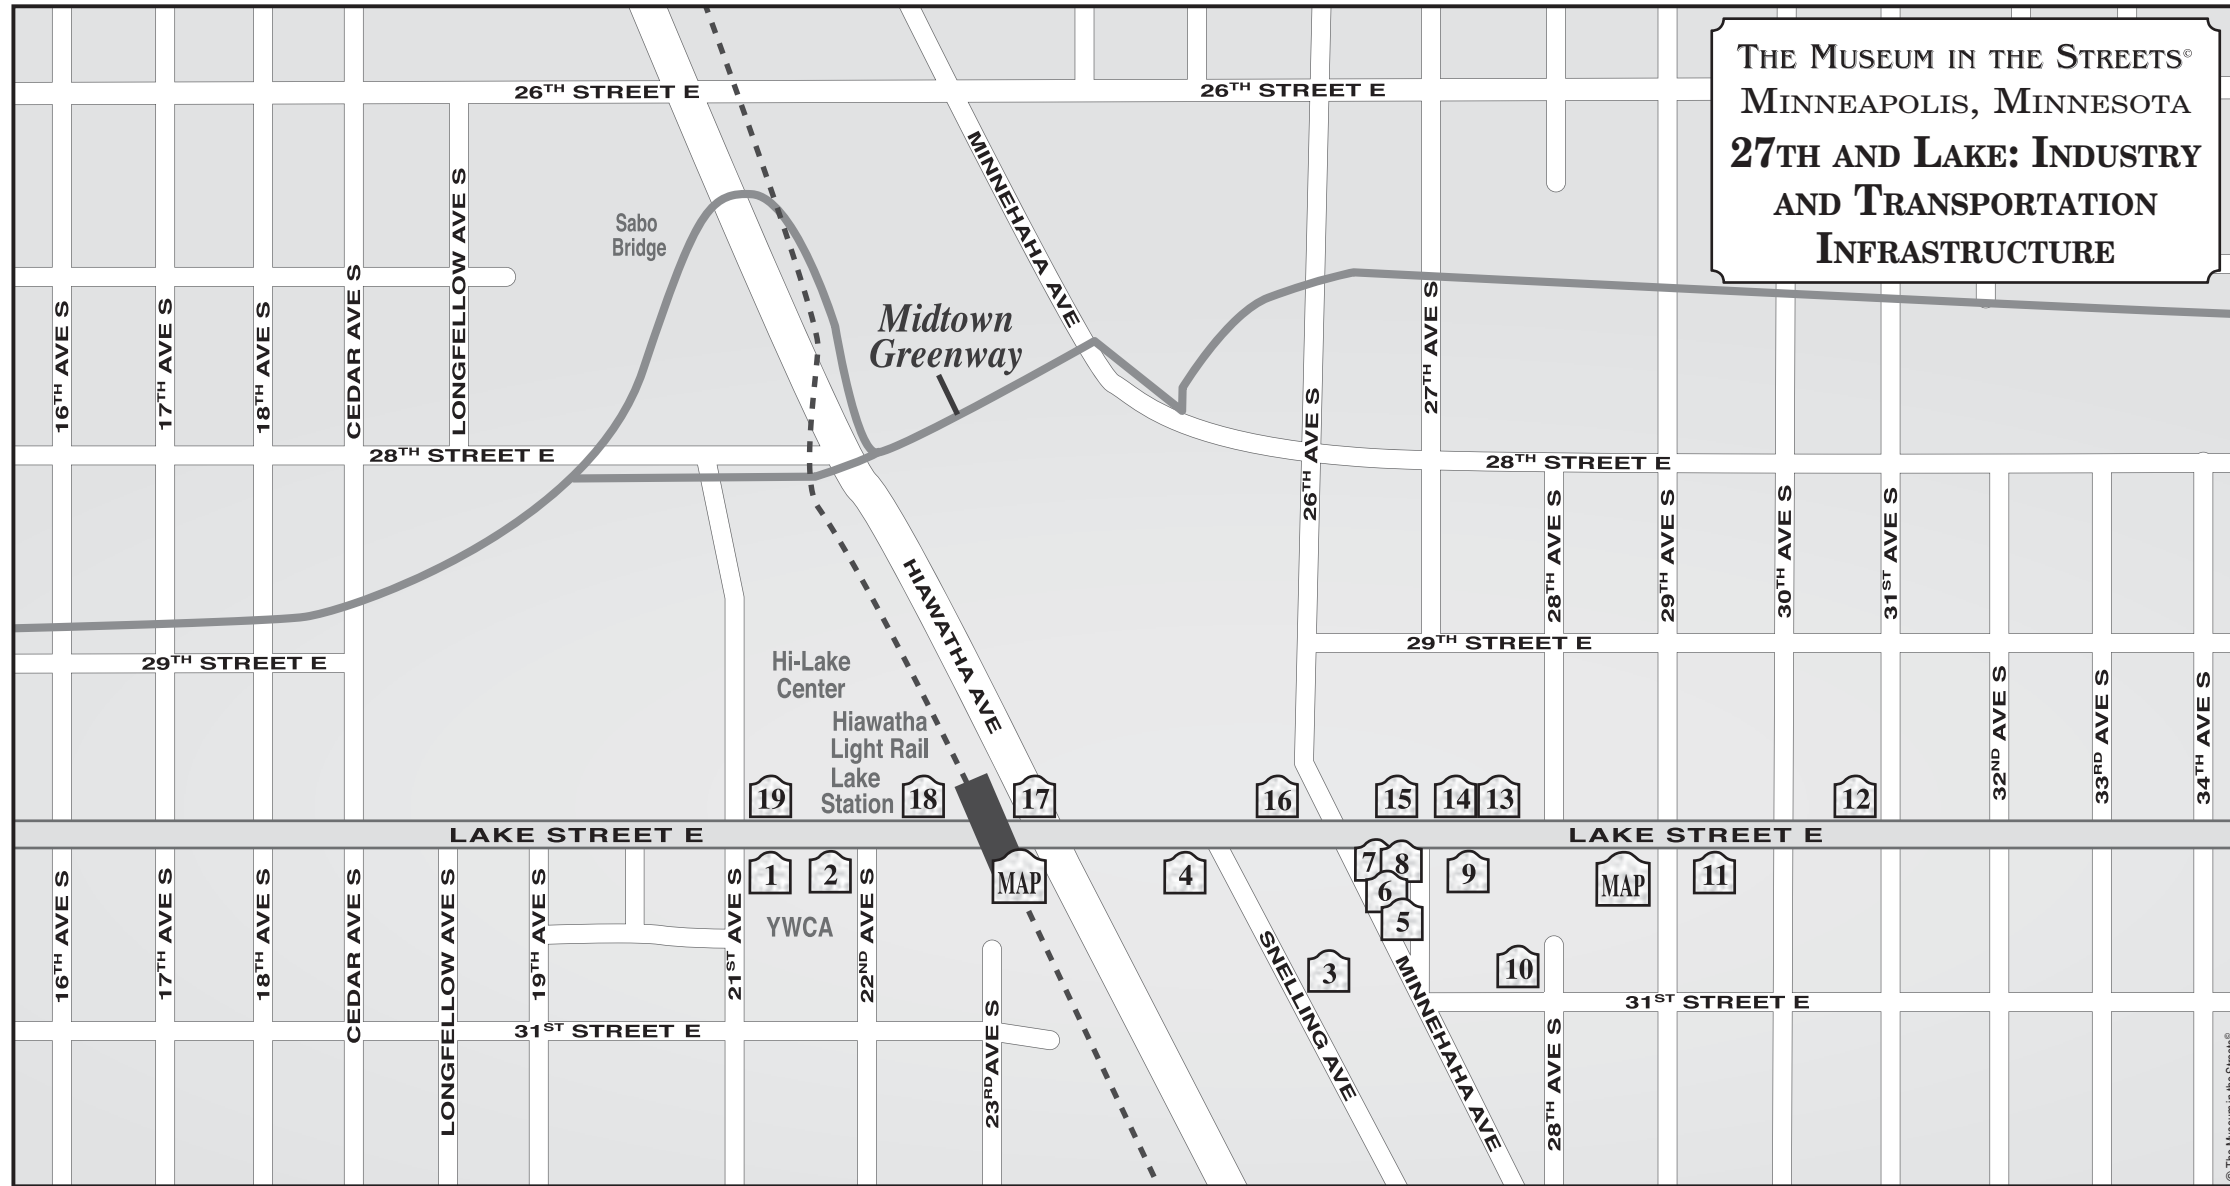 THE MUSEUM IN THE STREETS©
MINNEAPOLIS, MINNESOTA
27TH AND LAKE: INDUSTRY
AND TRANSPORTATION
INFRASTRUCTURE
26TH STREET E
26TH STREET E
MINNEHAHA AVE
Sabo
Bridge
Midtown
Greenway
16TH AVE S
17TH AVE S
18TH AVE S
CEDAR AVE S
LONGFELLOW AVE S
26TH AVE S
27TH AVE S
28TH STREET E
28TH STREET E
28TH AVE S
29TH AVE S
30TH AVE S
31ST AVE S
HIAWATHA AVE
29TH STREET E
29TH STREET E
Hi-Lake
Center
Hiawatha
Light Rail
Lake
Station
32ND AVE S
33RD AVE S
34TH AVE S
19
18
17
16
15
14
13
12
LAKE STREET E
LAKE STREET E
1
2
MAP
4
7
8
6
5
9
MAP
11
3
10
YWCA
16TH AVE S
17TH AVE S
18TH AVE S
CEDAR AVE S
LONGFELLOW AVE S
19TH AVE S
21ST AVE S
22ND AVE S
23RD AVE S
SNELLING AVE
MINNEHAHA AVE
31ST STREET E
31ST STREET E
28TH AVE S
© The Museum in the Streets©